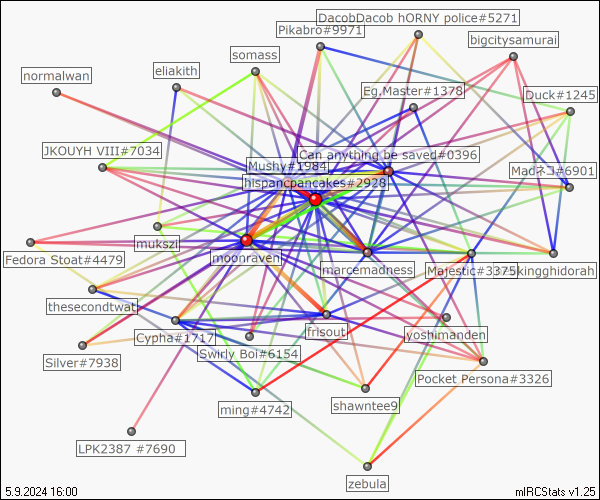 DacobDacob hORNY police#5271
Pikabro#9971
bigcitysamurai
somass
eliakith
normalwan
Eg.Master#1378
Duck#1245
JKOUYH VIII#7034
Can anything be saved#0396
Mushy#1984
Madネコ#6901
hispancpancakes#2928
mukszi
Fedora Stoat#4479
moonraven
marcemadness
Majestic#3375
kingghidorah
thesecondtwat
Cypha#1717
frisout
yoshimanden
Swirly Boi#6154
Silver#7938
Pocket Persona#3326
ming#4742
shawntee9
LPK2387 #7690
zebula
5.9.2024 16:00
mIRCStats v1.25